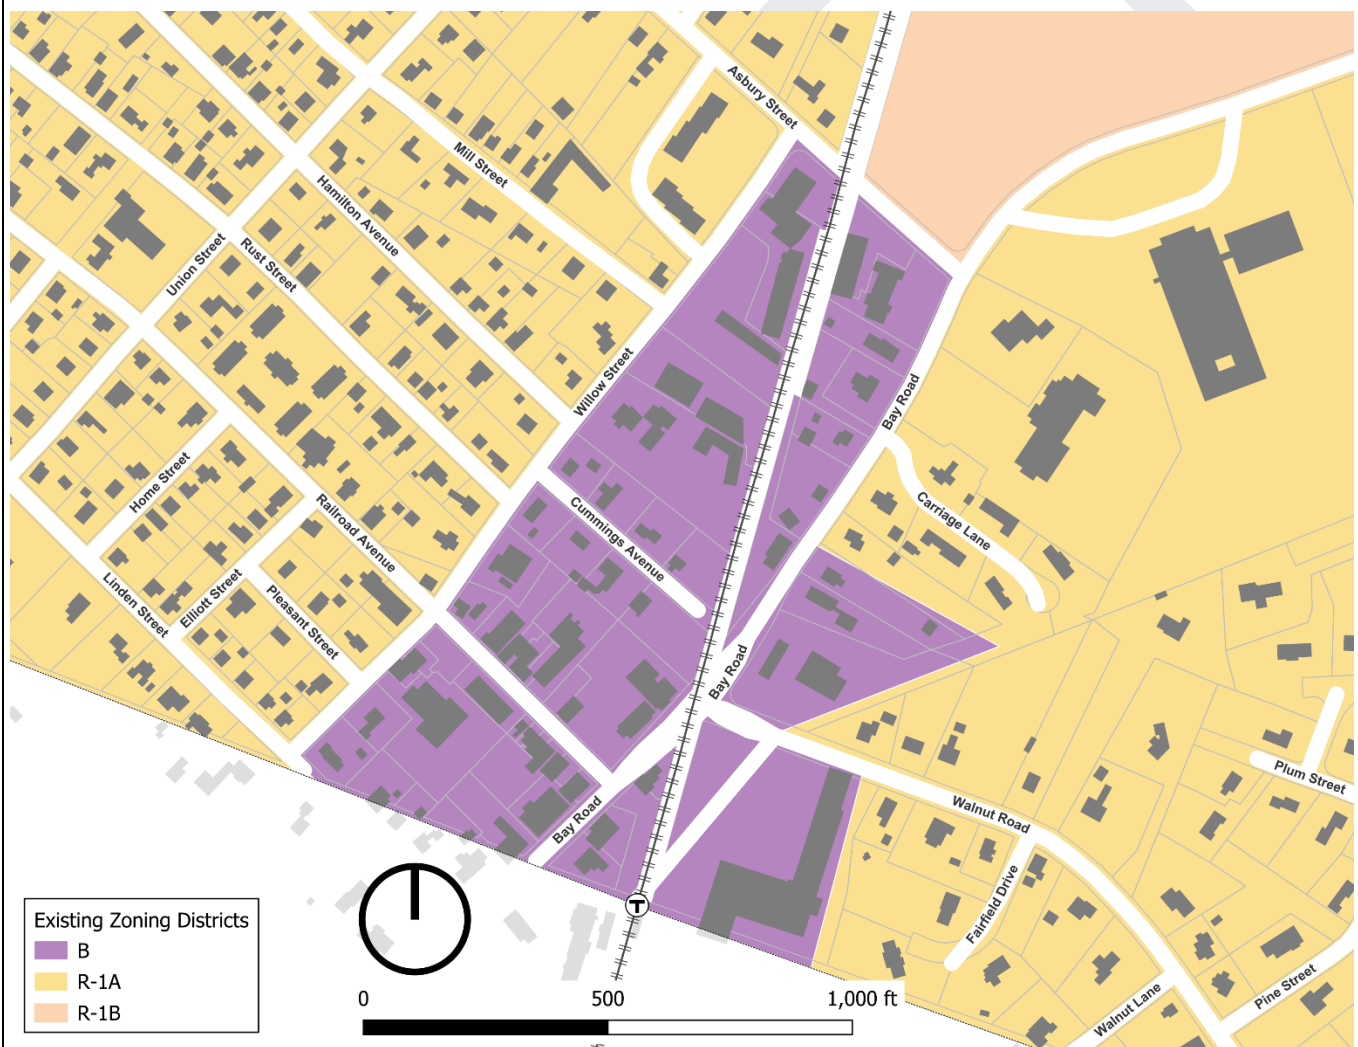 Asbury Street
Mill Street
Hamilton Avenue
Union Street
Rust Street
Willow Street
Bay Road
Home Street
Railroad Avenue
Cummings Avenue
Carriage Lane
Linden Street
Elliott Street
Pleasant Street
Bay Road
Plum Street
Bay Road
Walnut Road
Fairfield Drive
T
Walnut Lane
Pine Street
Existing Zoning Districts
B
R-1A
R-1B
0 500 1,000 ft